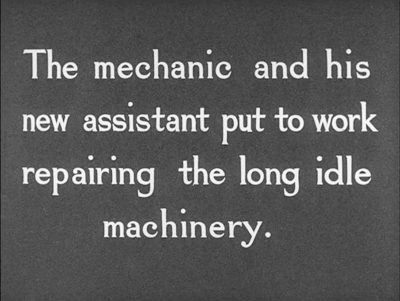 The mechanic and his
new assistant put to work
repairing the long idle
machinery.